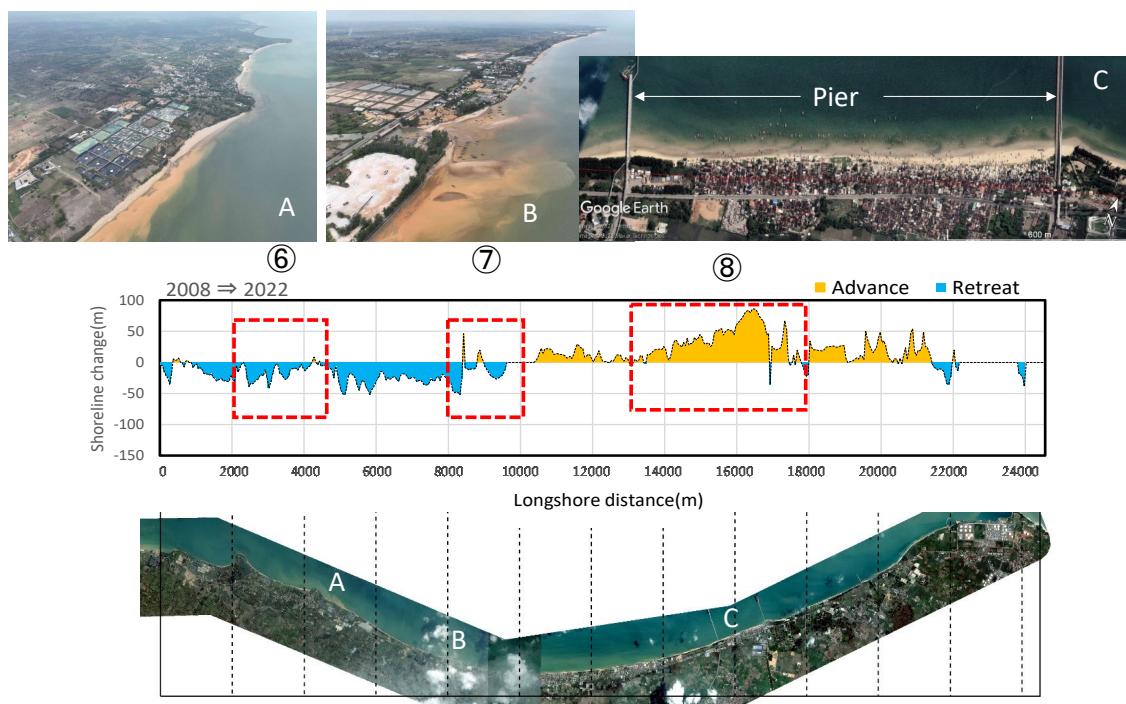 A
B
Pier
C
Google Earth
600 m
N
⑥
⑦
⑧
2008 ⇒ 2022
Advance
Retreat
Shoreline change(m)
100
50
0
-50
-100
-150
0
2000
4000
6000
8000
10000
12000
14000
16000
18000
20000
22000
24000
Longshore distance(m)
A
B
C